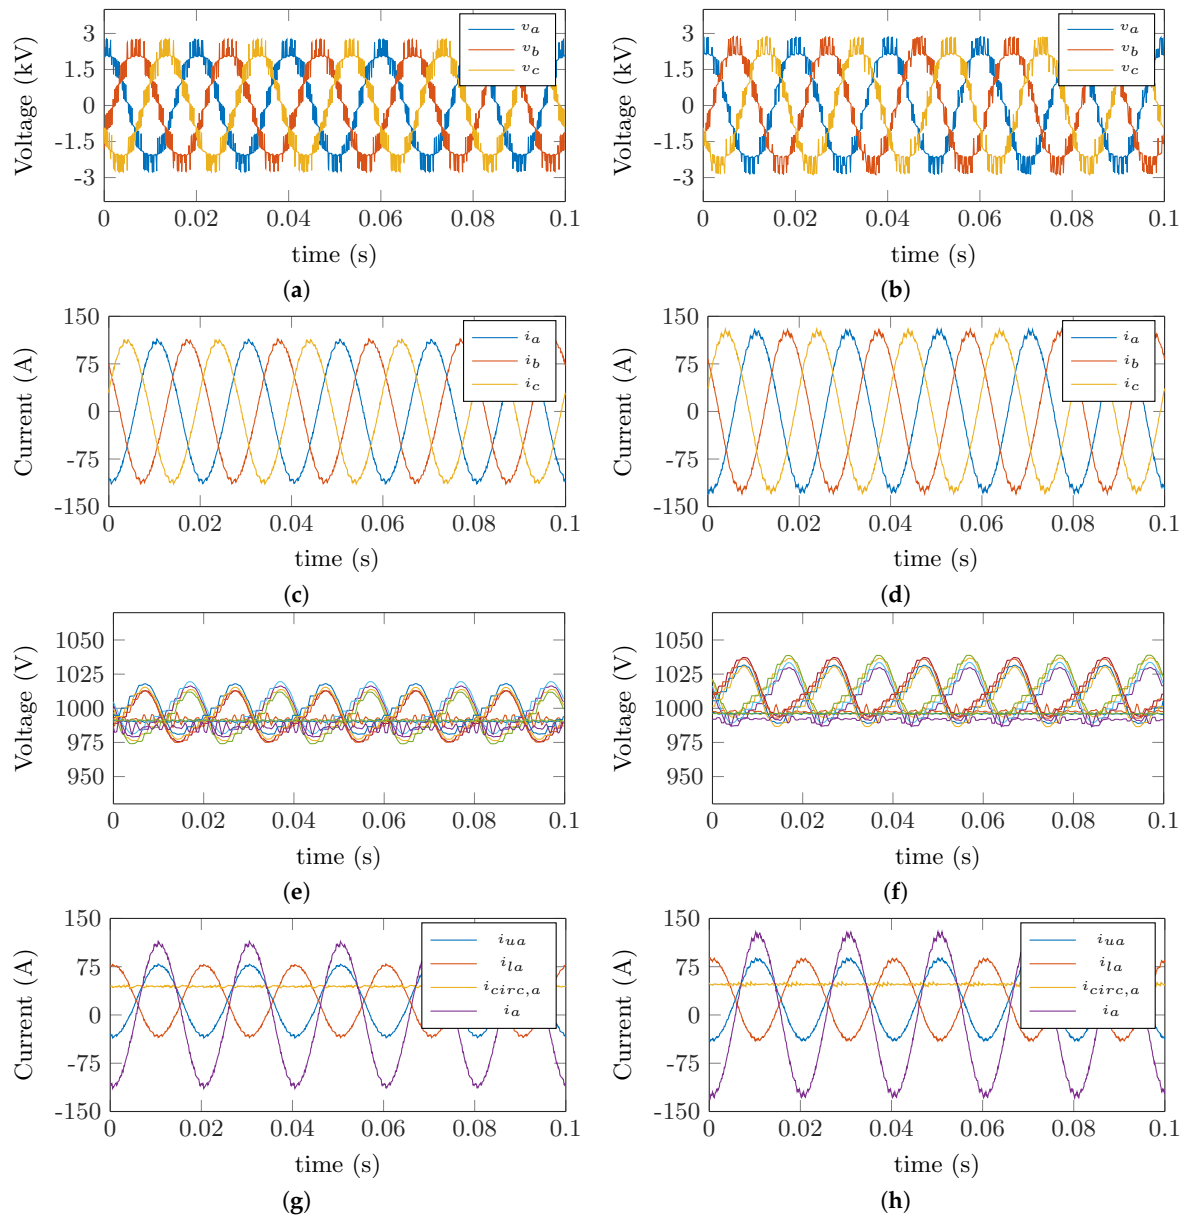 Voltage (kV)
3
1.5
0
-1.5
-3
v_a
v_b
v_c
0 0.02 0.04 0.06 0.08 0.1
time (s)
(a)
Voltage (kV)
3
1.5
0
-1.5
-3
v_a
v_b
v_c
0 0.02 0.04 0.06 0.08 0.1
time (s)
(b)
Current (A)
150
75
0
-75
-150
i_a
i_b
i_c
0 0.02 0.04 0.06 0.08 0.1
time (s)
(c)
Current (A)
150
75
0
-75
-150
i_a
i_b
i_c
0 0.02 0.04 0.06 0.08 0.1
time (s)
(d)
Voltage (V)
1050
1025
1000
975
950
0 0.02 0.04 0.06 0.08 0.1
time (s)
(e)
Voltage (V)
1050
1025
1000
975
950
0 0.02 0.04 0.06 0.08 0.1
time (s)
(f)
Current (A)
150
75
0
-75
-150
i_ua
i_la
i_circ,a
i_a
0 0.02 0.04 0.06 0.08 0.1
time (s)
(g)
Current (A)
150
75
0
-75
-150
i_ua
i_la
i_circ,a
i_a
0 0.02 0.04 0.06 0.08 0.1
time (s)
(h)